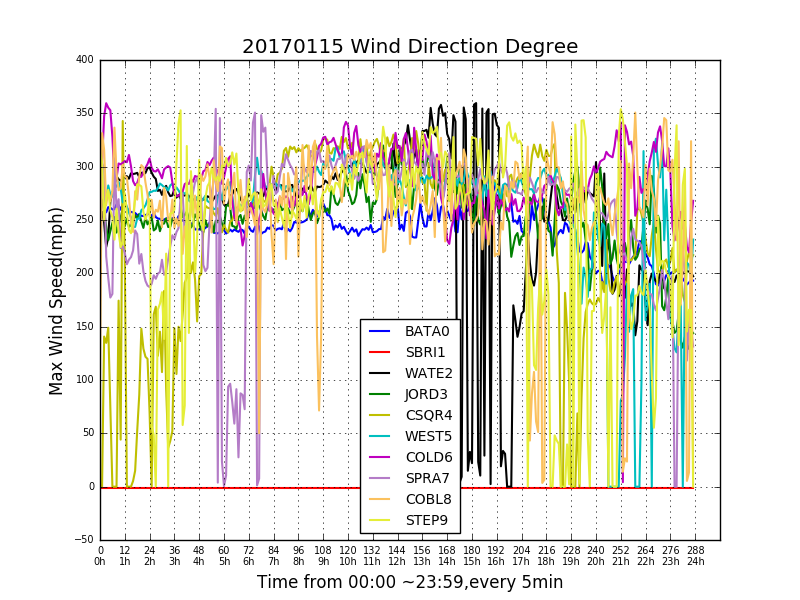 20170115 Wind Direction Degree
400
350
300
250
200
150
100
50
0
−50
Max Wind Speed(mph)
BATA0
SBRI1
WATE2
JORD3
CSQR4
WEST5
COLD6
SPRA7
COBL8
STEP9
0 12 24 36 48 60 72 84 96 108 120 132 144 156 168 180 192 204 216 228 240 252 264 276 288
0h 1h 2h 3h 4h 5h 6h 7h 8h 9h 10h 11h 12h 13h 14h 15h 16h 17h 18h 19h 20h 21h 22h 23h 24h
Time from 00:00 ~23:59,every 5min